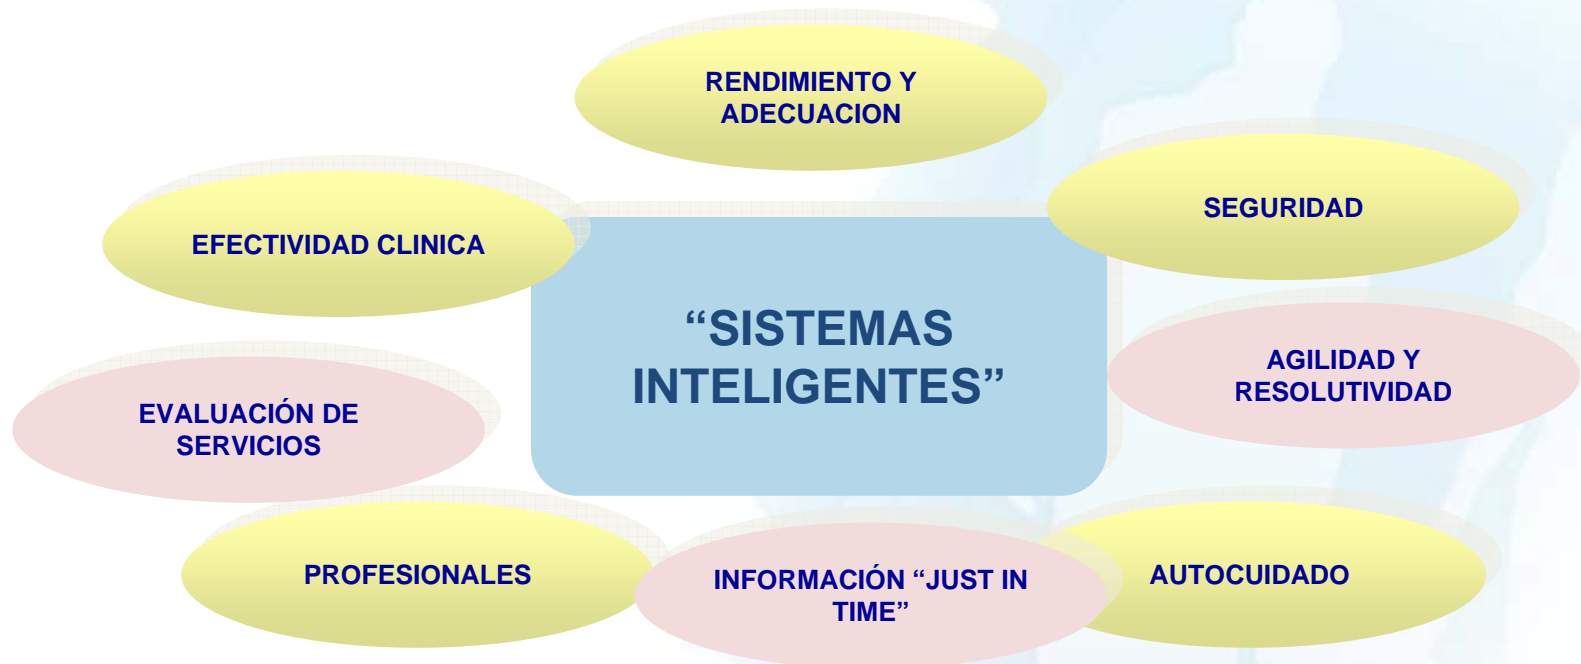 RENDIMIENTO Y
ADECUACION
SEGURIDAD
EFECTIVIDAD CLINICA
“SISTEMAS
INTELIGENTES”
AGILIDAD Y
RESOLUTIVIDAD
EVALUACIÓN DE
SERVICIOS
PROFESIONALES
INFORMACIÓN “JUST IN
TIME”
AUTOCUIDADO